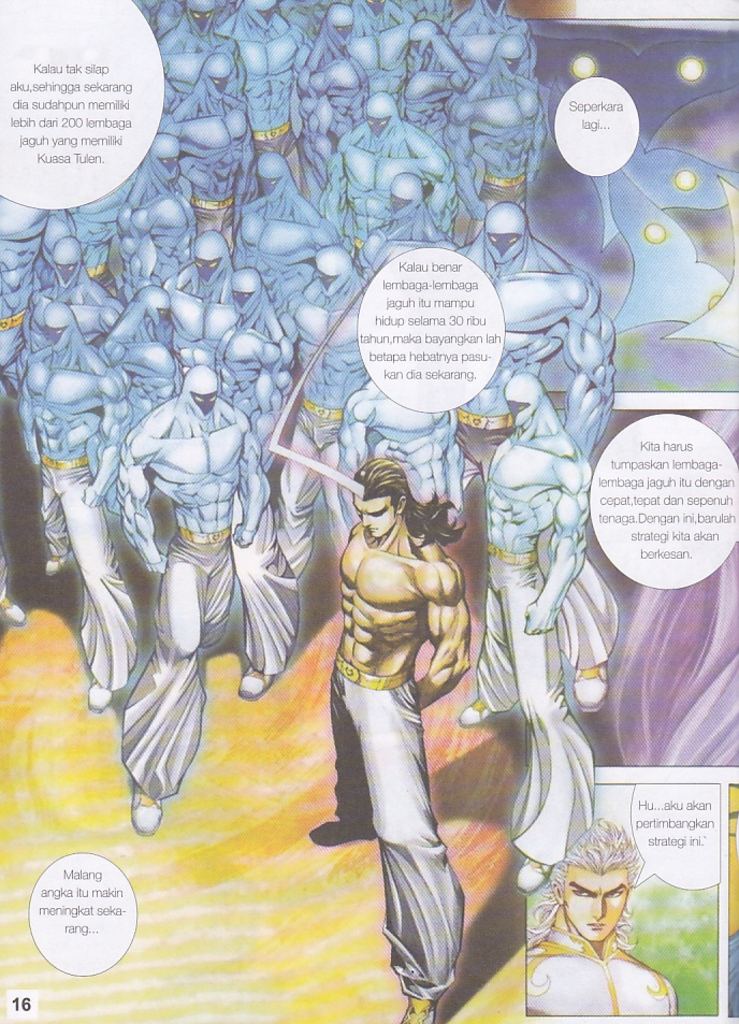 Kalau tak silap
aku,sehingga sekarang
dia sudahpun memiliki
lebih dari 200 lembaga
jaguh yang memiliki
Kuasa Tulen.
Seperkara
lagi...
Kalau benar
lembaga-lembaga
jaguh itu mampu
hidup selama 30 ribu
tahun,maka bayangkan lah
betapa hebatnya pasu-
kan dia sekarang.
Kita harus
tumpaskan lembaga-
lembaga jaguh itu dengan
cepat,tepat dan sepenuh
tenaga.Dengan ini,barulah
strategi kita akan
berkesan.
Hu...aku akan
pertimbangkan
strategi ini.`
Malang
angka itu makin
meningkat seka-
rang...
16